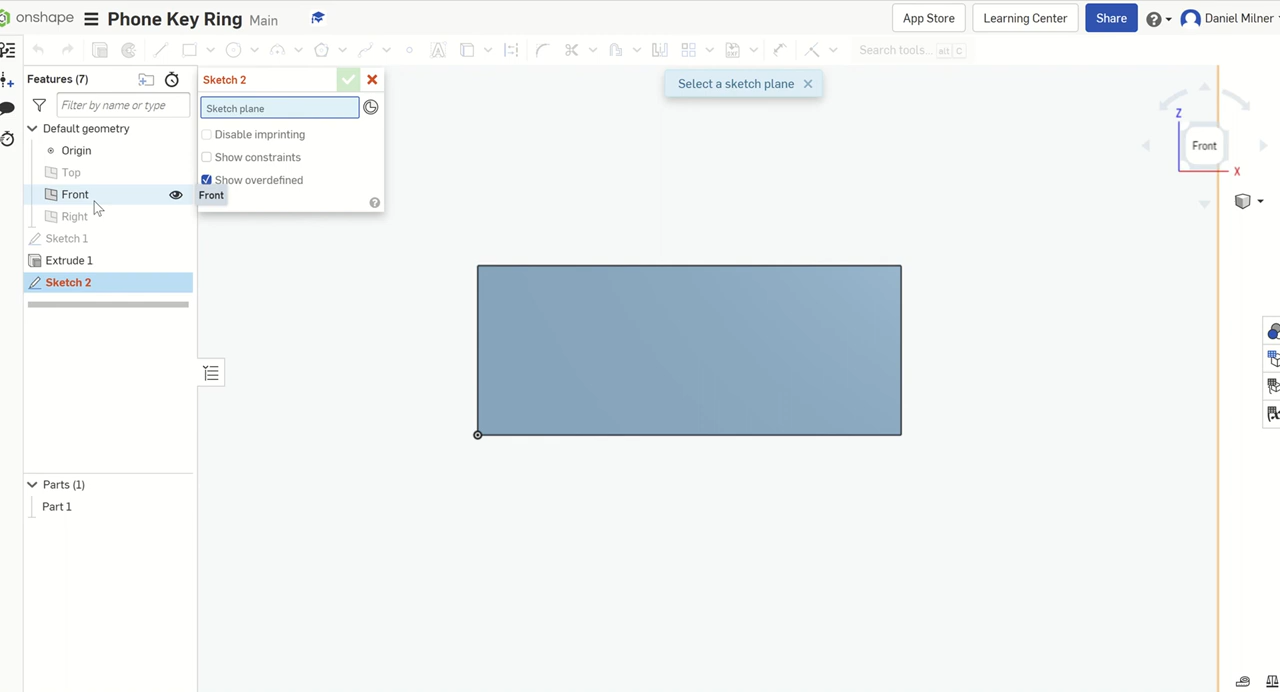 onshape Phone Key Ring Main App Store Learning Center Share Daniel Milner
Search tools... alt C
Features (7) Sketch 2 Select a sketch plane
Filter by name or type Sketch plane
Default geometry Disable imprinting
Origin Show constraints
Top Show overdefined
Front Front
Right
Sketch 1
Extrude 1
Sketch 2
Z
Front
X
Parts (1)
Part 1